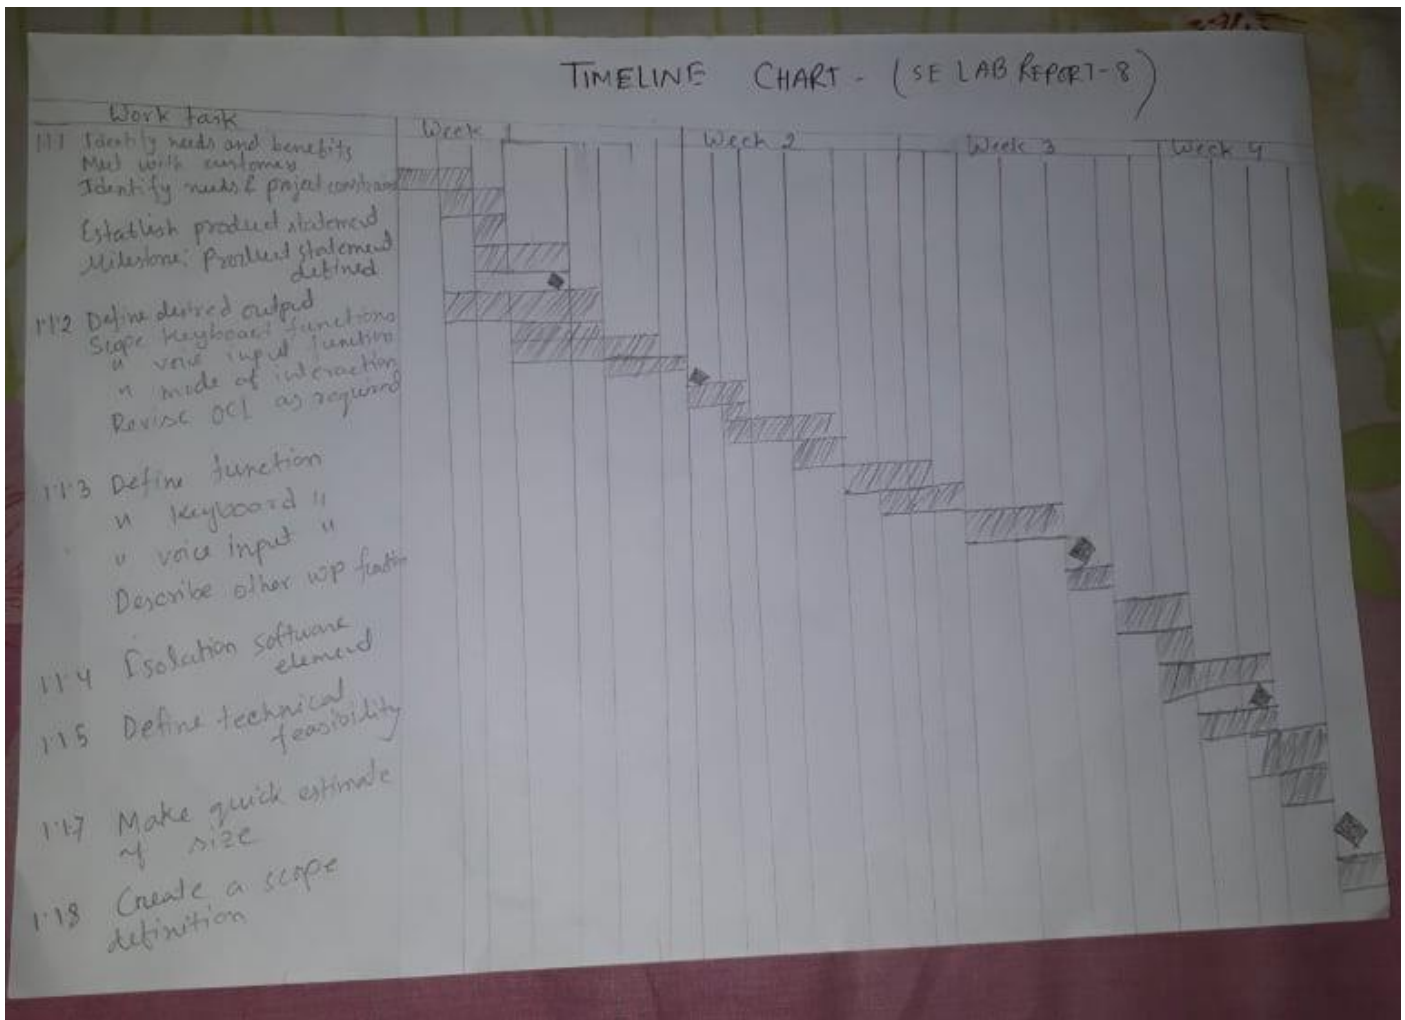 TIMELINE CHART - (SE LAB REPORT-8)
Work task
Week 1
Week 2
Week 3
Week 4
1.1.1 Identify needs and benefits
Meet with customers
Identify needs & project constraints
Establish product statement
Milestone: Product statement
defined
1.1.2 Define desired output
Scope keyboard functions
" voice input function
" mode of interaction
Revise OCI as required
1.1.3 Define function
" keyboard "
" voice input "
Describe other wp
1.1.4 Isolation software
element
1.1.5 Define technical
feasibility
1.1.7 Make quick estimate
of size
1.1.8 Create a scope
definition